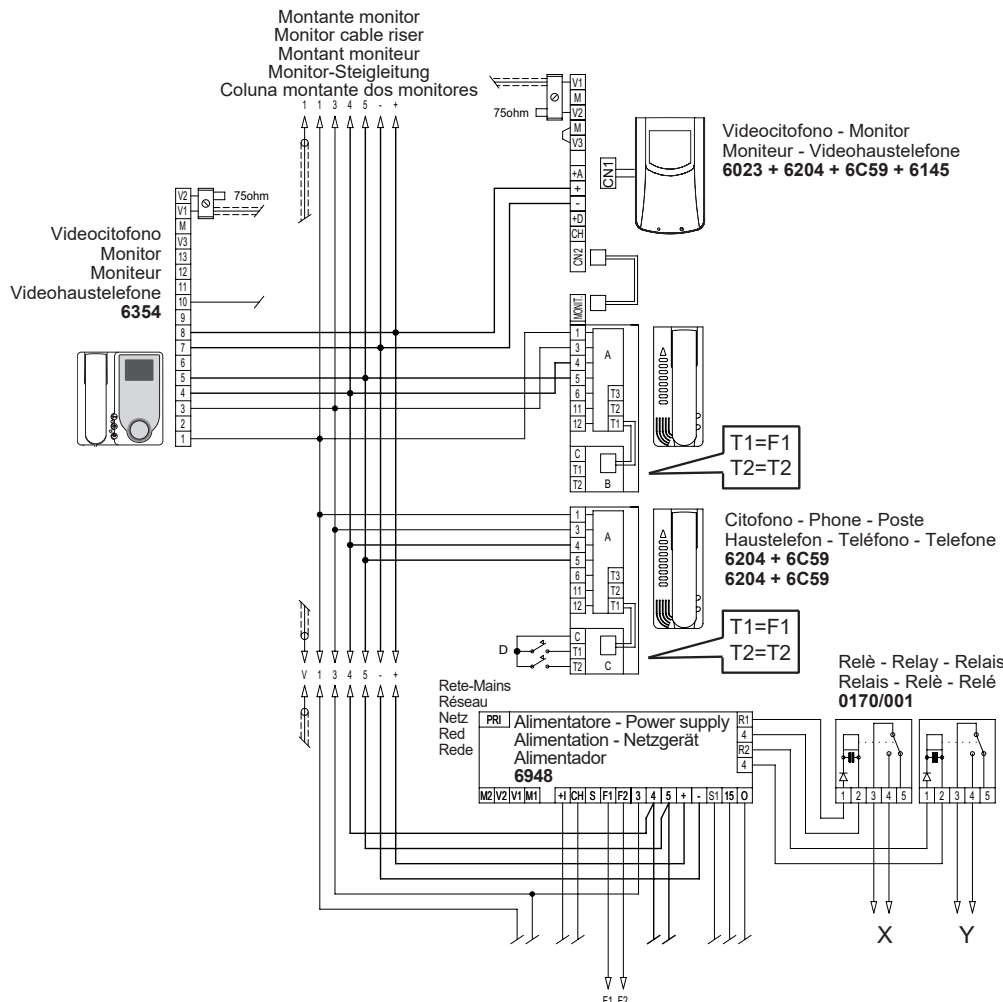 Montante monitor
Monitor cable riser
Montant moniteur
Monitor-Steigleitung
Coluna montante dos monitores
1 1 3 4 5 - +
V1
M
V2
M
V3
+A
+
-
+D
CH
CN2
75ohm
CN1
Videocitofono - Monitor
Moniteur - Videohaustelefone
6023 + 6204 + 6C59 + 6145
V2
V1
M
V3
13
12
11
10
9
8
7
6
5
4
3
2
1
75ohm
Videocitofono
Monitor
Moniteur
Videohaustelefone
6354
MONIT.
1
3
4
5
6
11
12
A
T3
T2
T1
C
T1
T2
B
T1=F1
T2=T2
1
3
4
5
6
11
12
A
T3
T2
T1
C
T1
T2
C
D
Citofono - Phone - Poste
Haustelefon - Teléfono - Telefone
6204 + 6C59
6204 + 6C59
T1=F1
T2=T2
V 1 3 4 5 - +
Rete-Mains
Réseau
Netz
Red
Rede
PRI
Alimentatore - Power supply
Alimentation - Netzgerät
Alimentador
6948
R1
4
R2
4
M2 V2 V1 M1 +I CH S F1 F2 3 4 5 + - S1 15 O
Relè - Relay - Relais
Relais - Relè - Relé
0170/001
1 2 3 4 5
1 2 3 4 5
X Y
F1 F2